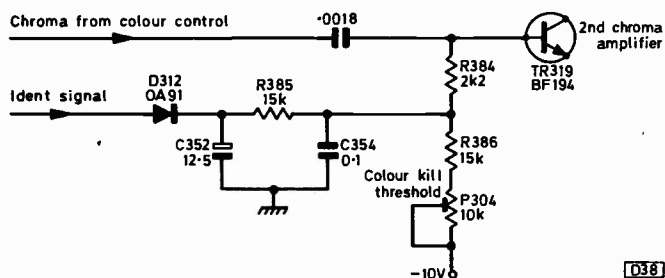 Chroma from colour control
·0018
2nd chroma
amplifier
TR319
BF194
R384
2k2
Ident signal
D312
OA91
R385
15k
C352
12·5
C354
0·1
R386
15k
Colour kill
threshold
P304
10k
-10V
D38